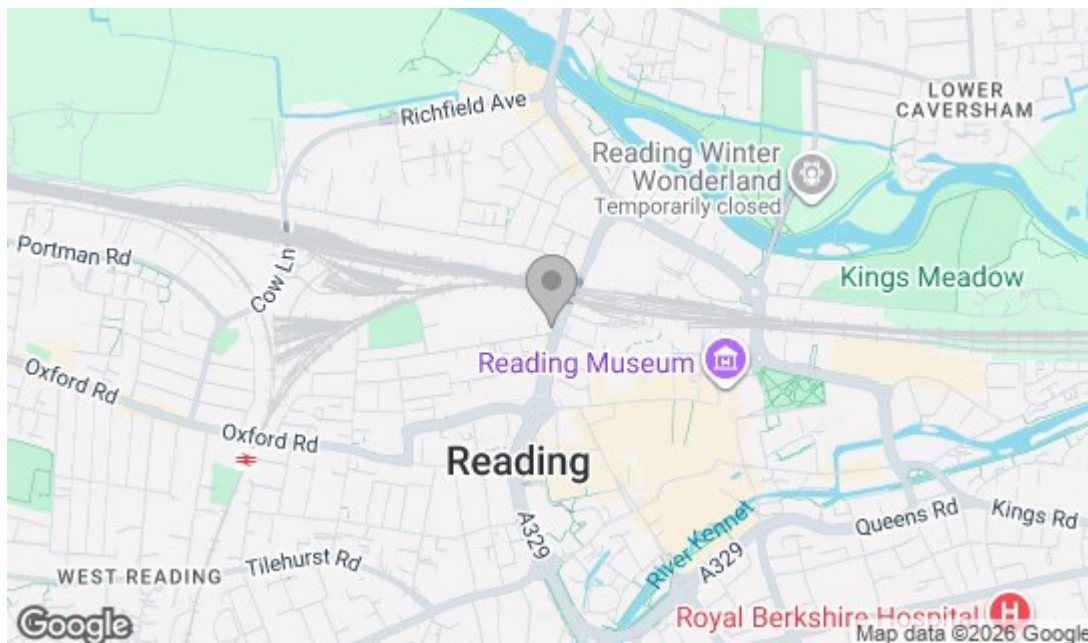 Richfield Ave
LOWER
CAVERSHAM
Reading Winter
Wonderland
Temporarily closed
Portman Rd
Cow Ln
Kings Meadow
Reading Museum
Oxford Rd
Oxford Rd
Reading
A329
River Kennet
A329
Queens Rd
Kings Rd
Tilehurst Rd
WEST READING
Royal Berkshire Hospital
H
Google
Map data ©2026 Google